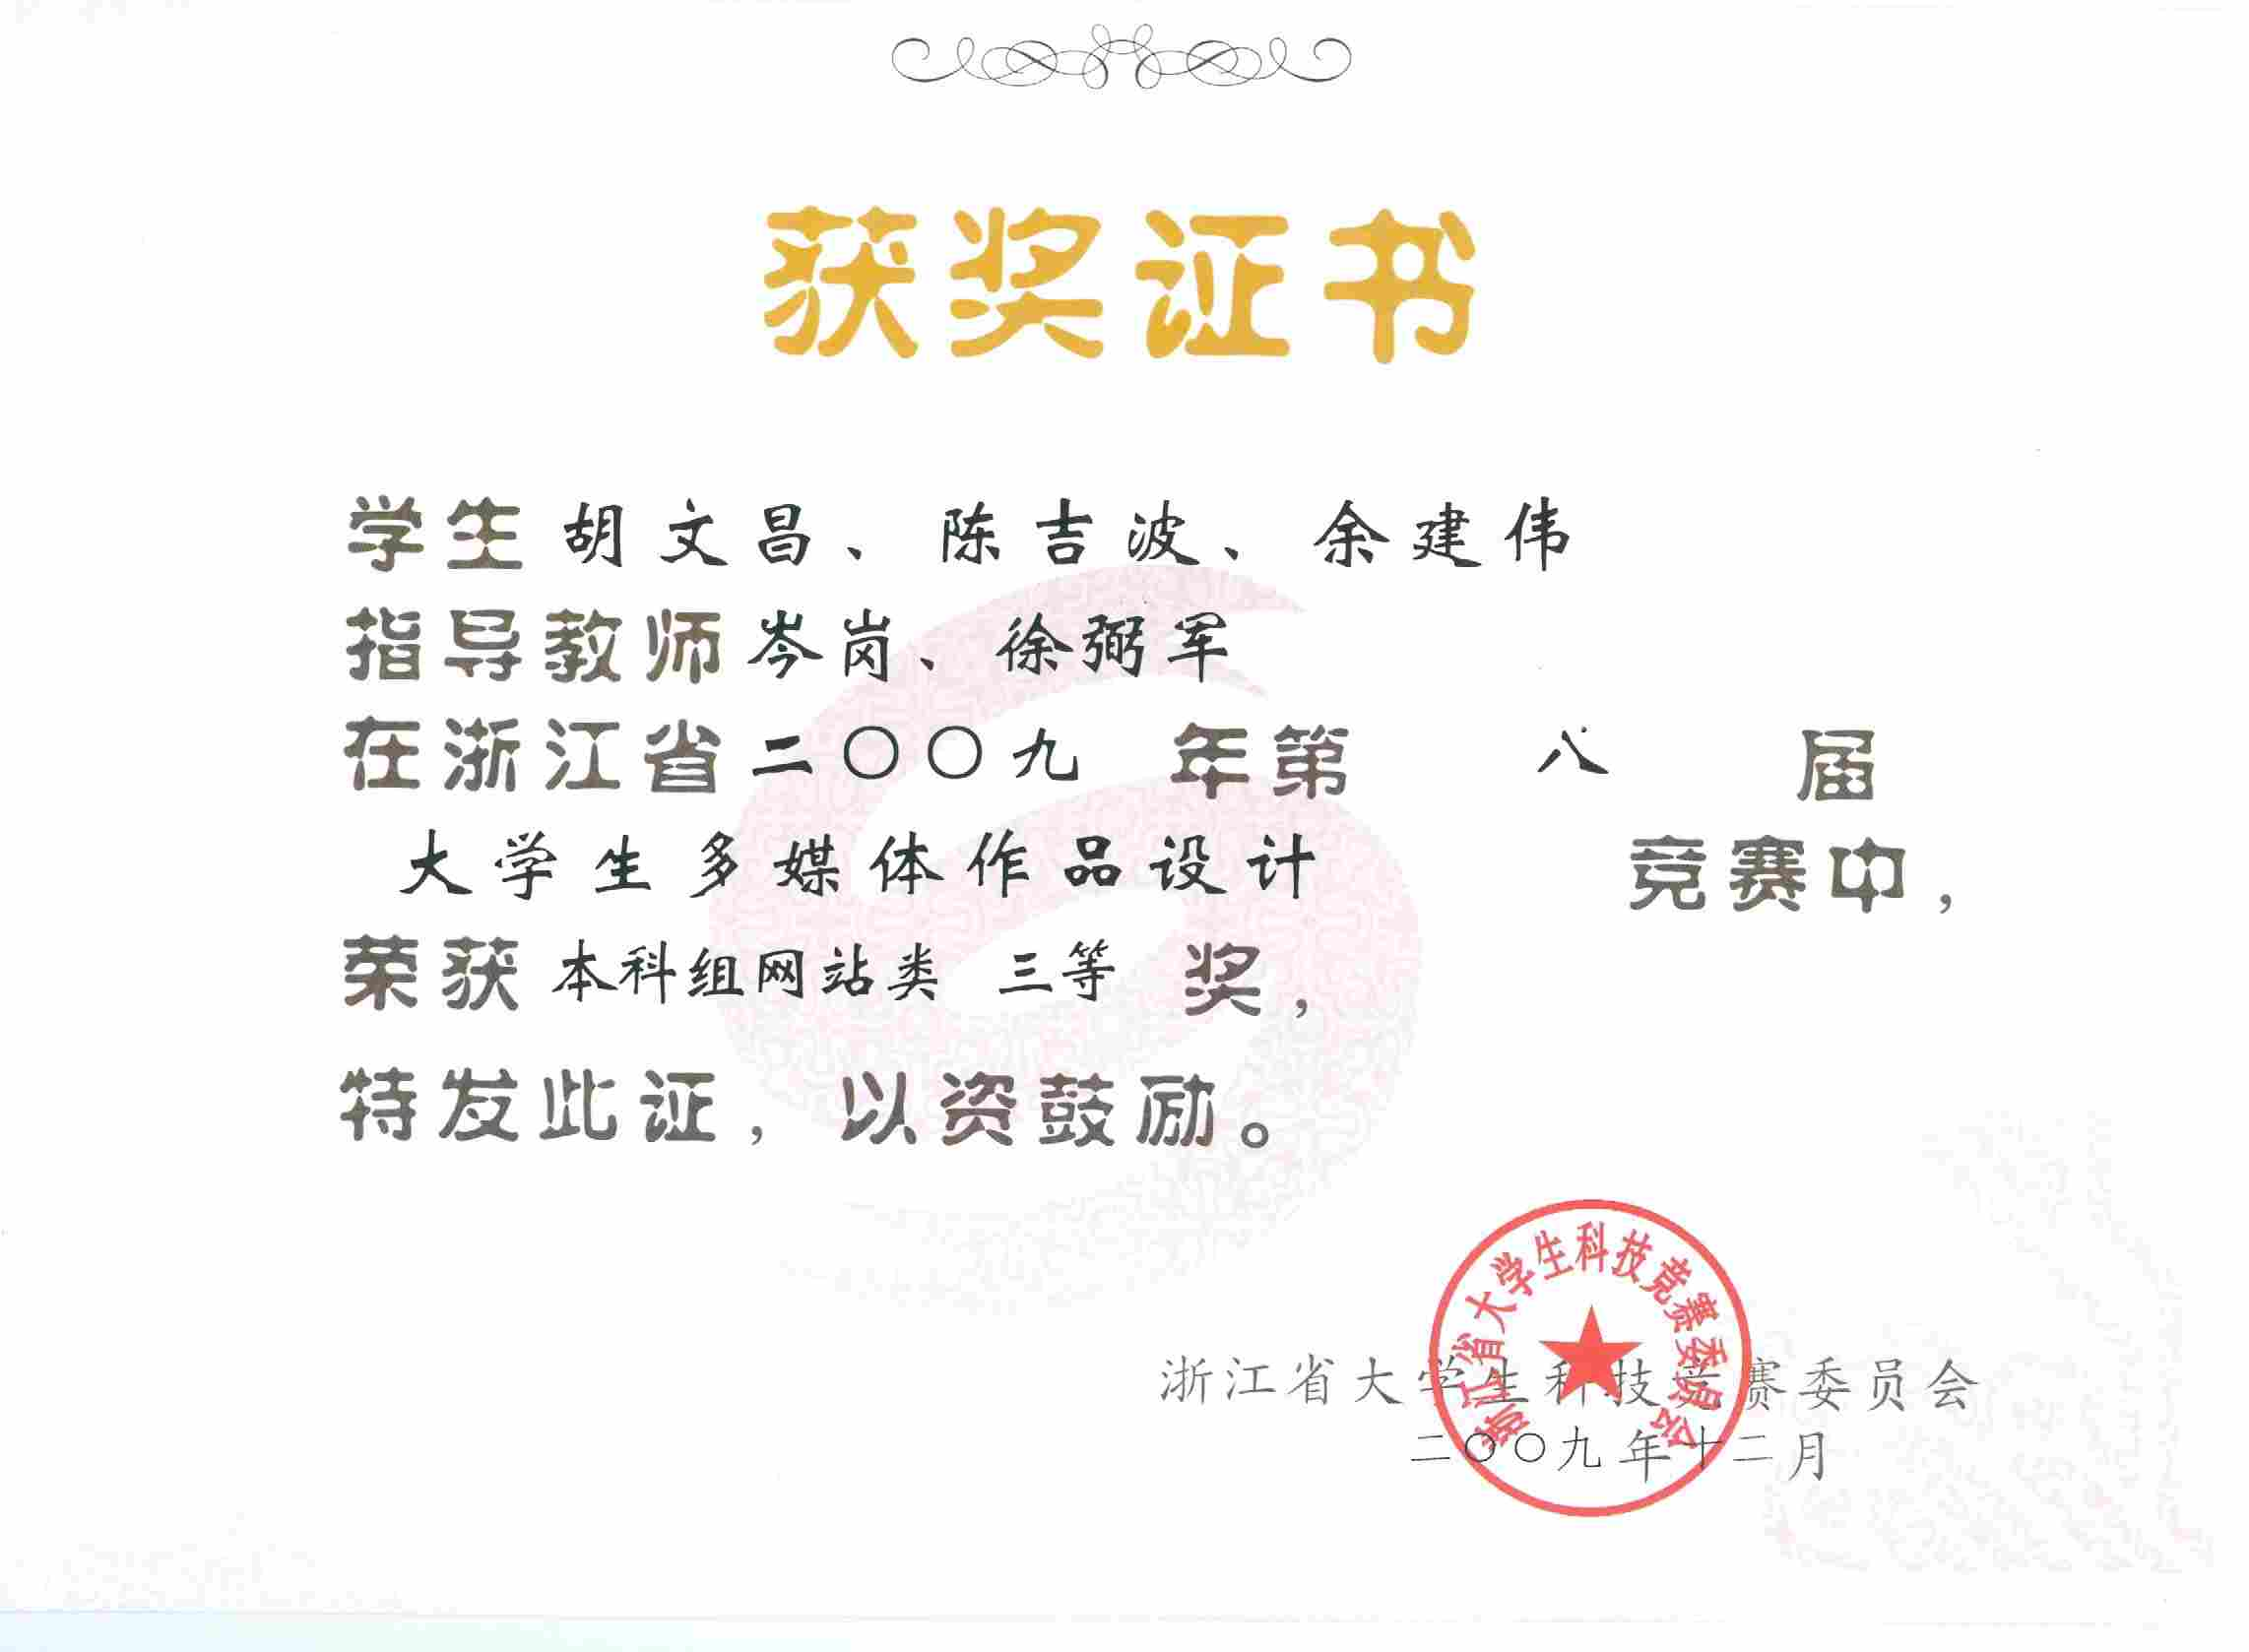 获奖证书
学生 胡文昌、陈吉波、余建伟
指导教师 岑岗、徐弼军
在浙江省 二〇〇九 年第 八 届
大学生多媒体作品设计 竞赛中，
荣获 本科组网站类 三等 奖，
特发此证，以资鼓励。
浙江省大学生科技竞赛委员会
浙江省大学生科技竞赛委员会
二〇〇九年十二月